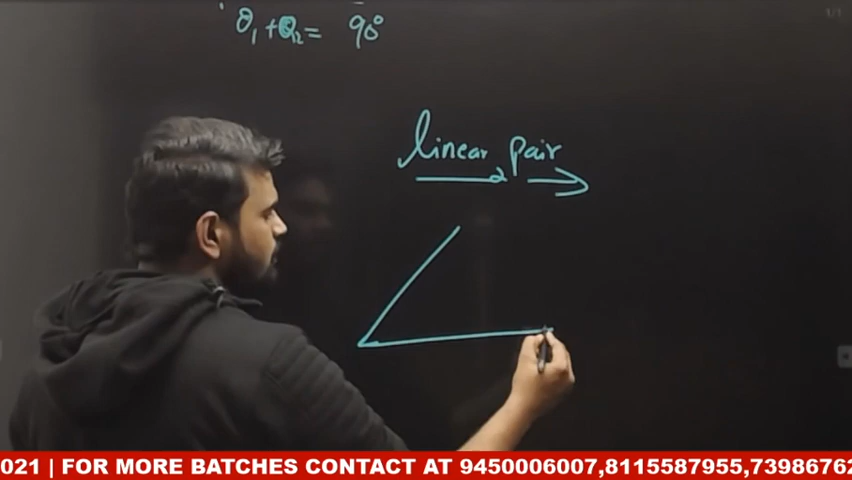 θ₁ + θ₂ = 90°
linear pair
021 | FOR MORE BATCHES CONTACT AT 9450006007,8115587955,73986762